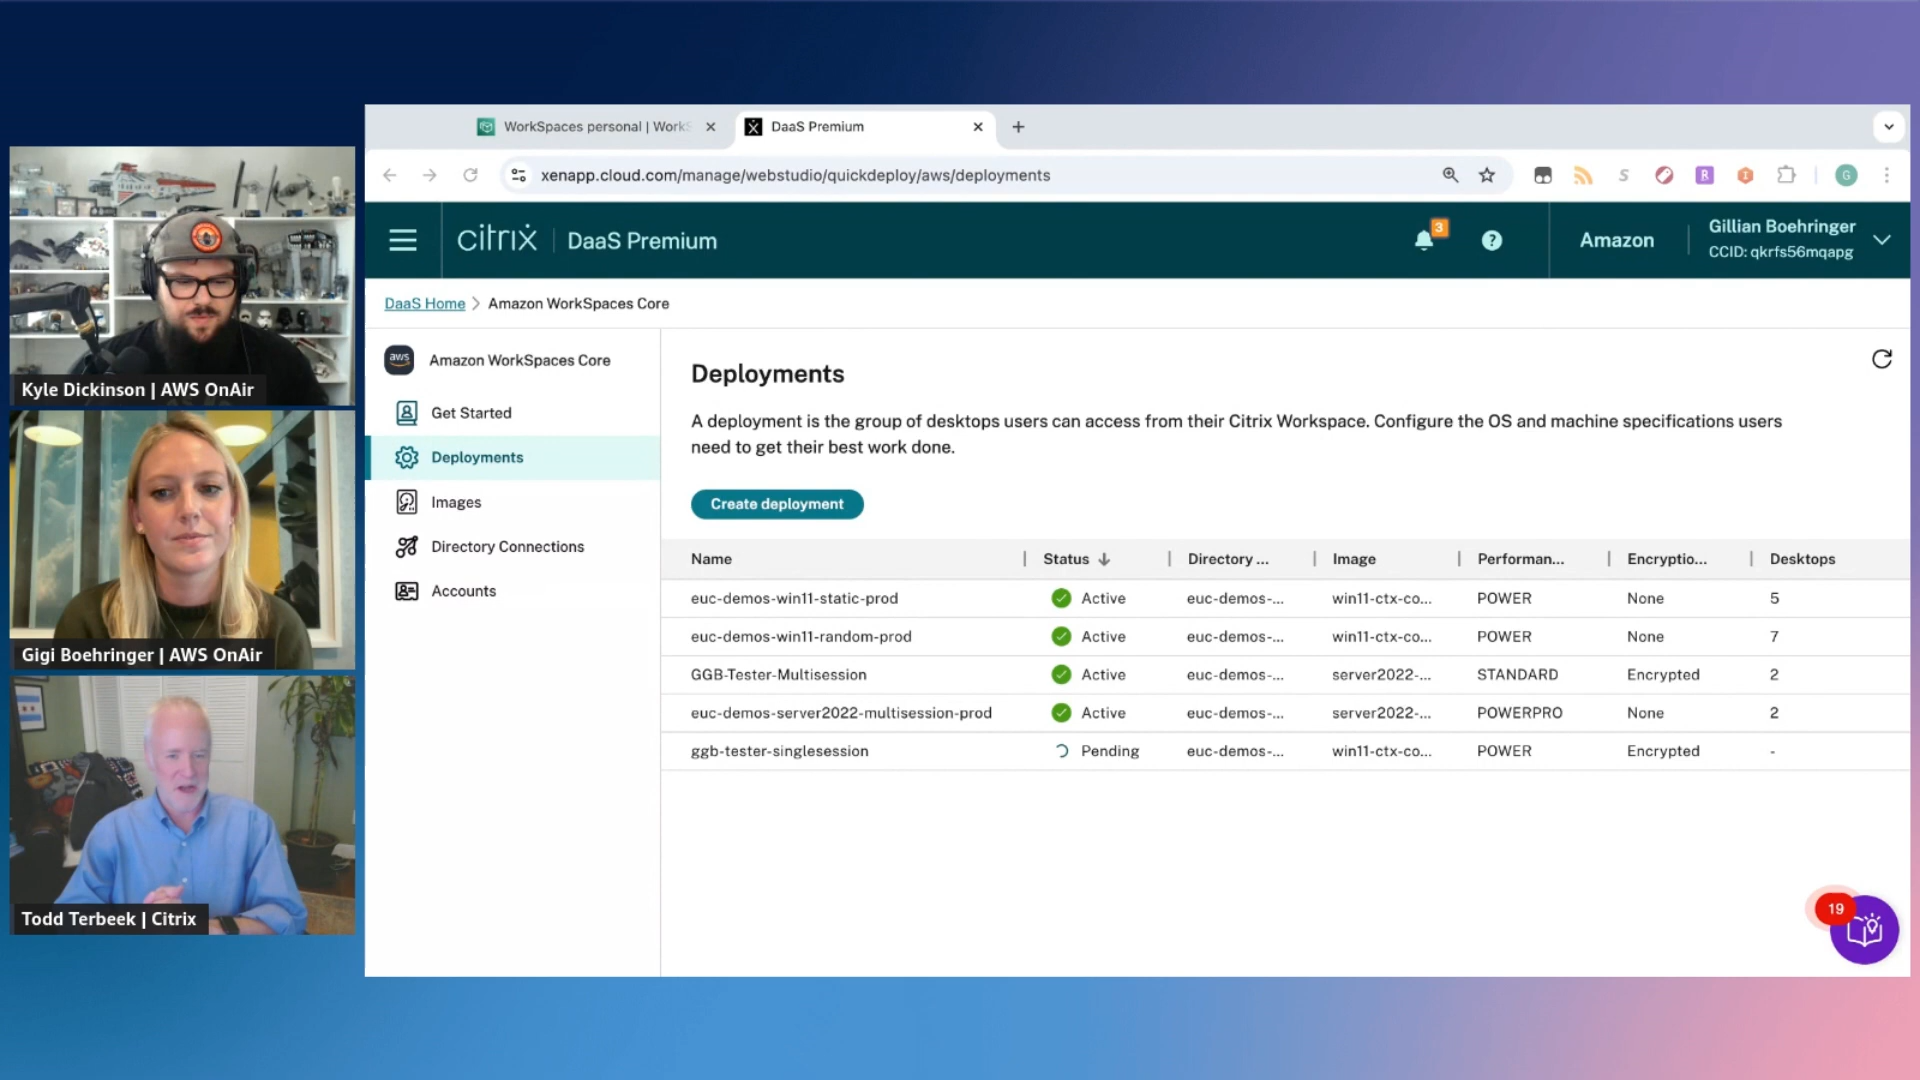 WorkSpaces personal | WorkS
DaaS Premium
xenapp.cloud.com/manage/webstudio/quickdeploy/aws/deployments
S
R
G
citrix
DaaS Premium
3
?
Amazon
Gillian Boehringer
CCID: qkrfs56mqapg
DaaS Home > Amazon WorkSpaces Core
aws
Amazon WorkSpaces Core
Get Started
Deployments
Images
Directory Connections
Accounts
Deployments
A deployment is the group of desktops users can access from their Citrix Workspace. Configure the OS and machine specifications users
need to get their best work done.
Create deployment
Name Status Directory ... Image Performan... Encryptio... Desktops
euc-demos-win11-static-prod Active euc-demos-... win11-ctx-co... POWER None 5
euc-demos-win11-random-prod Active euc-demos-... win11-ctx-co... POWER None 7
GGB-Tester-Multisession Active euc-demos-... server2022-... STANDARD Encrypted 2
euc-demos-server2022-multisession-prod Active euc-demos-... server2022-... POWERPRO None 2
ggb-tester-singlesession Pending euc-demos-... win11-ctx-co... POWER Encrypted -
19
Kyle Dickinson | AWS OnAir
Gigi Boehringer | AWS OnAir
Todd Terbeek | Citrix